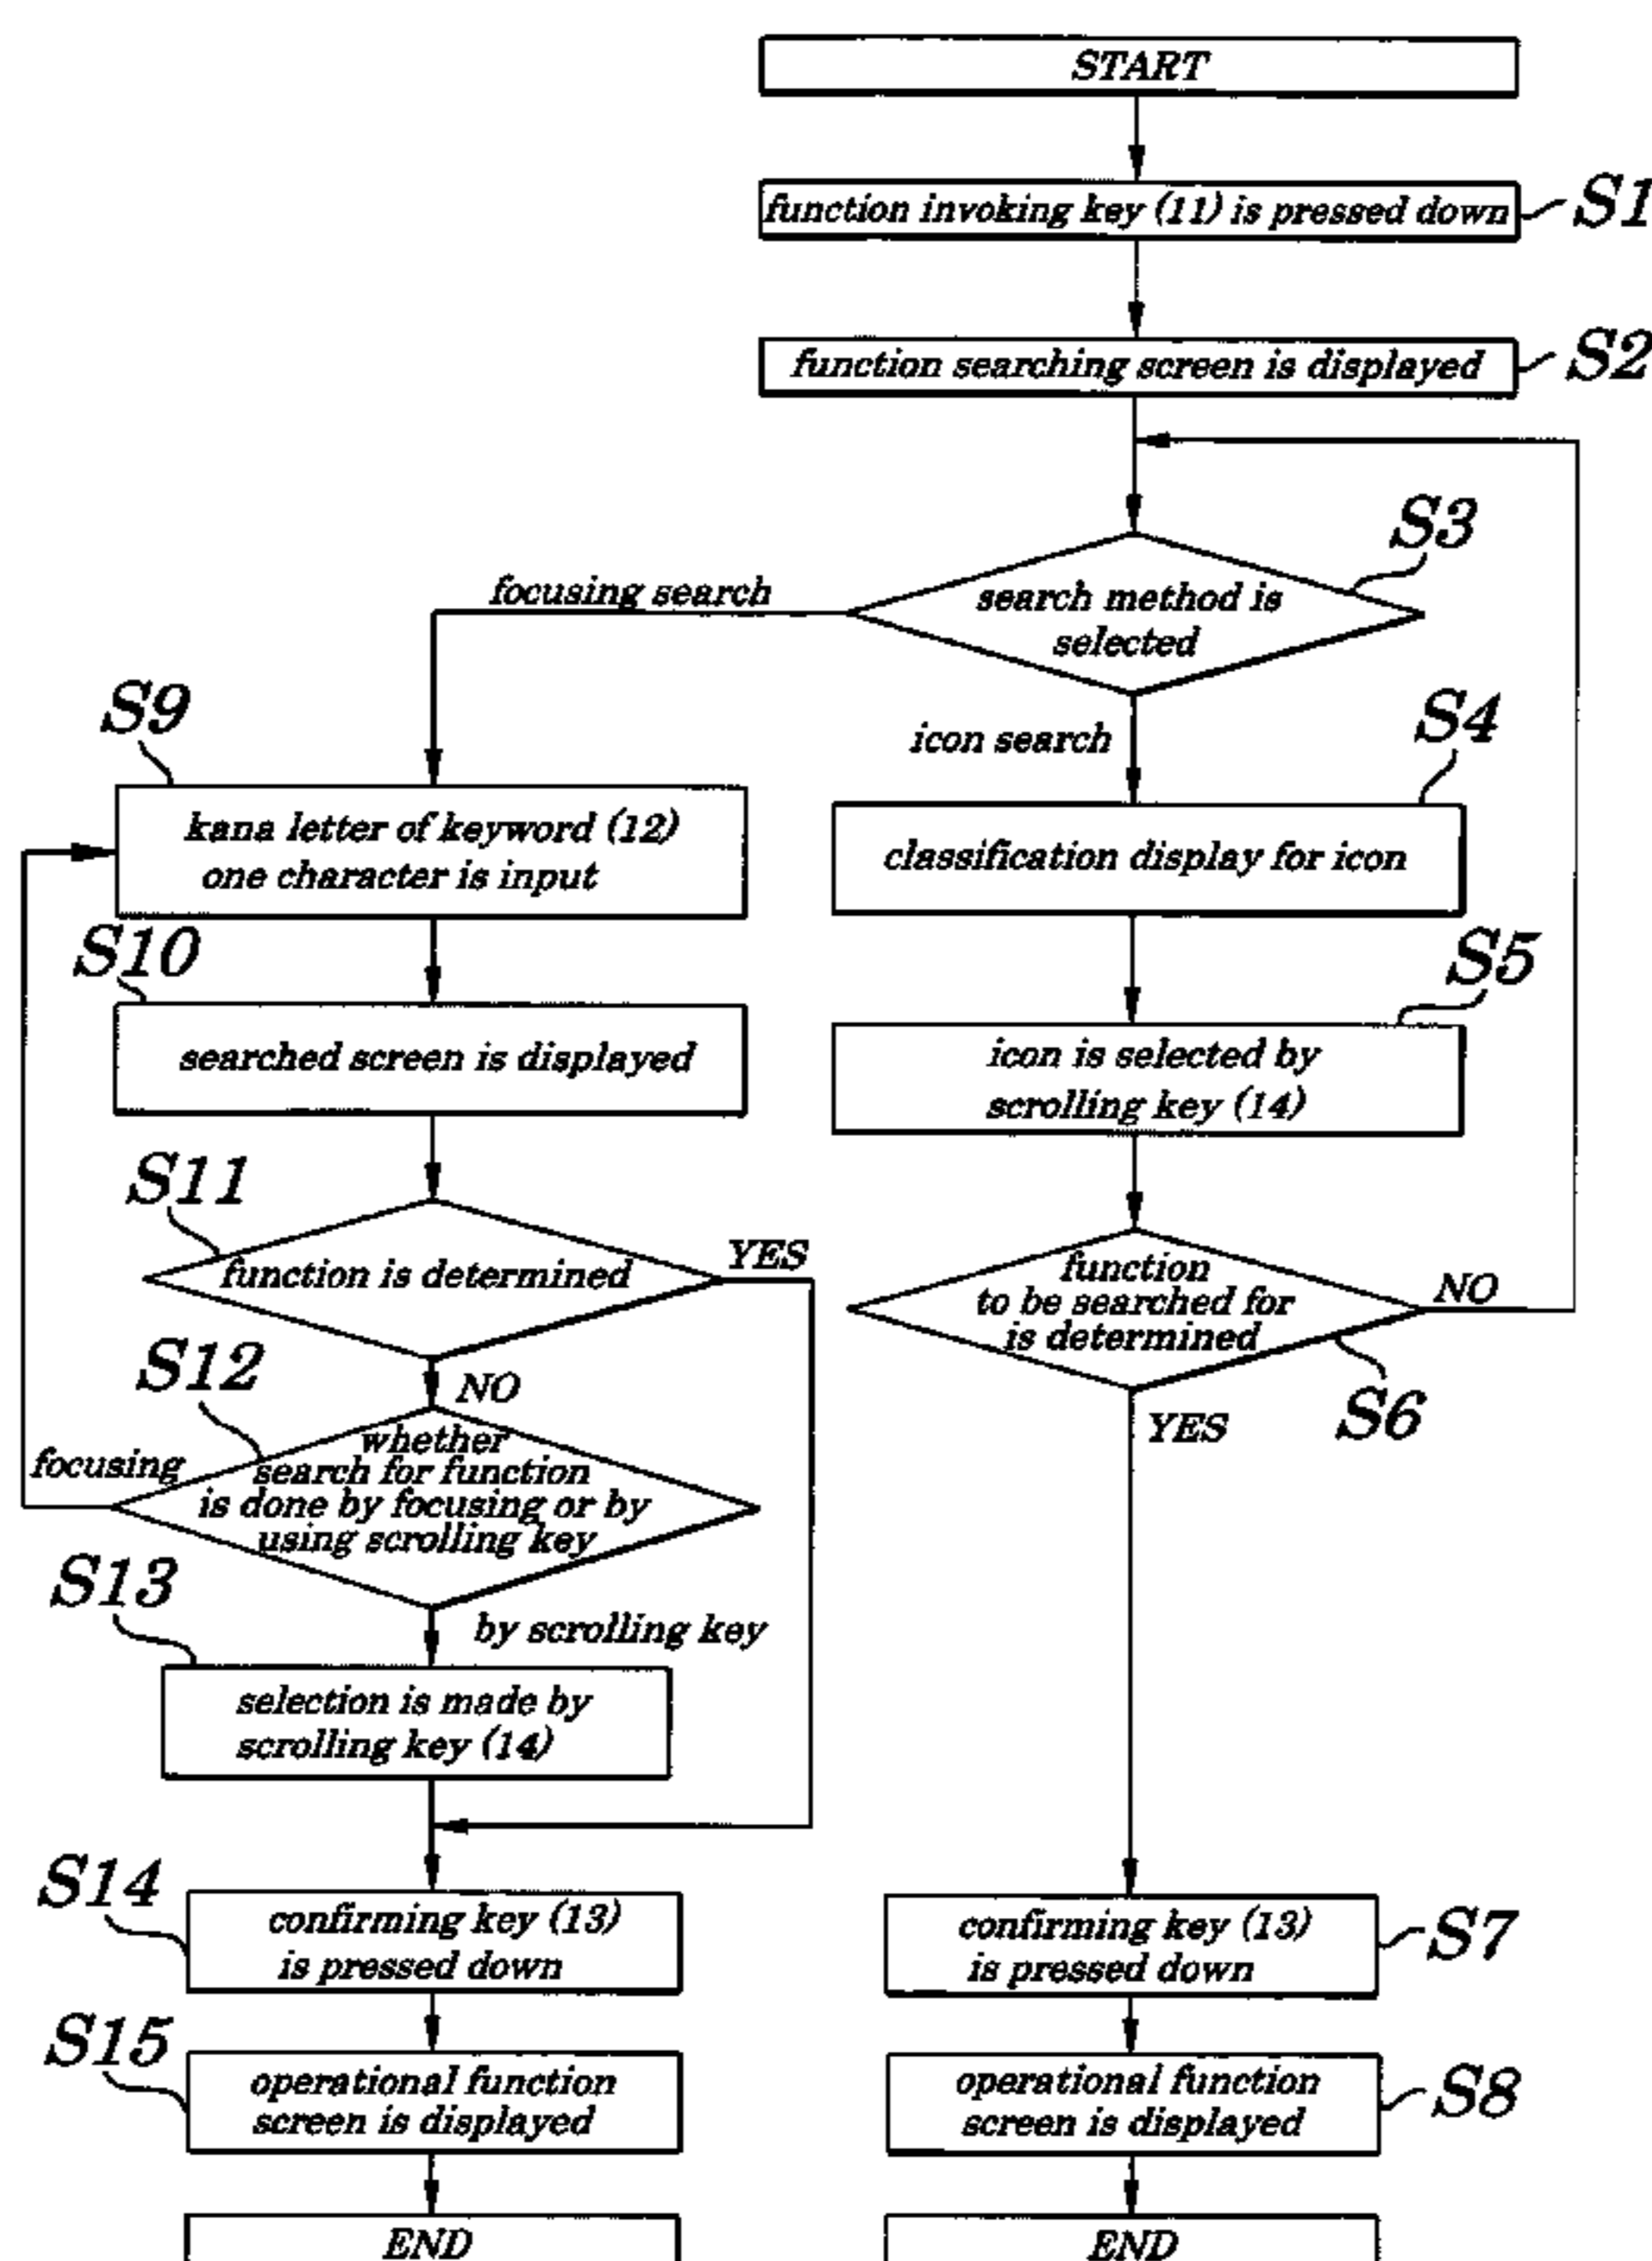 START
function invoking key (11) is pressed down
S1
function searching screen is displayed
S2
S3
search method is
selected
focusing search
icon search
S9
kana letter of keyword (12)
one character is input
S4
classification display for icon
S10
searched screen is displayed
S5
icon is selected by
scrolling key (14)
S11
function is determined
YES
NO
function
to be searched for
is determined
NO
S6
YES
S12
whether
search for function
is done by focusing or by
using scrolling key
focusing
by scrolling key
S13
selection is made by
scrolling key (14)
S14
confirming key (13)
is pressed down
confirming key (13)
is pressed down
S7
S15
operational function
screen is displayed
operational function
screen is displayed
S8
END
END